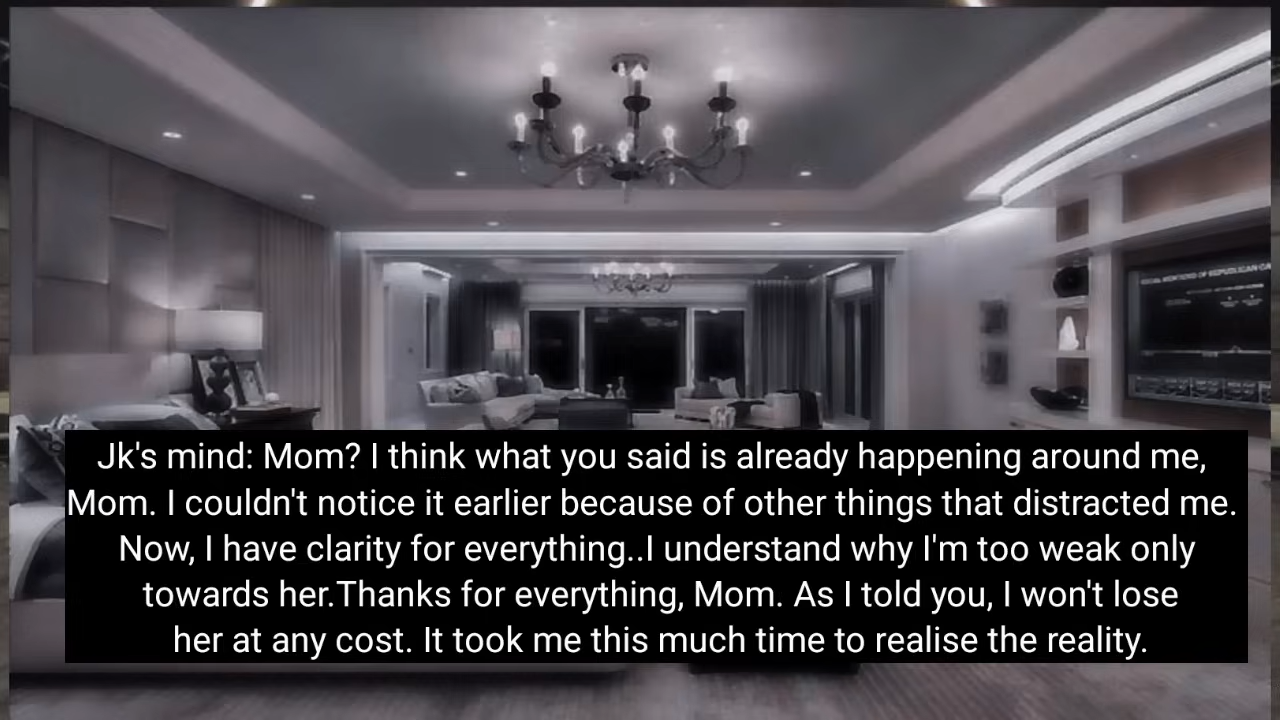 Jk's mind: Mom? I think what you said is already happening around me,
Mom. I couldn't notice it earlier because of other things that distracted me.
Now, I have clarity for everything..I understand why I'm too weak only
towards her.Thanks for everything, Mom. As I told you, I won't lose
her at any cost. It took me this much time to realise the reality.